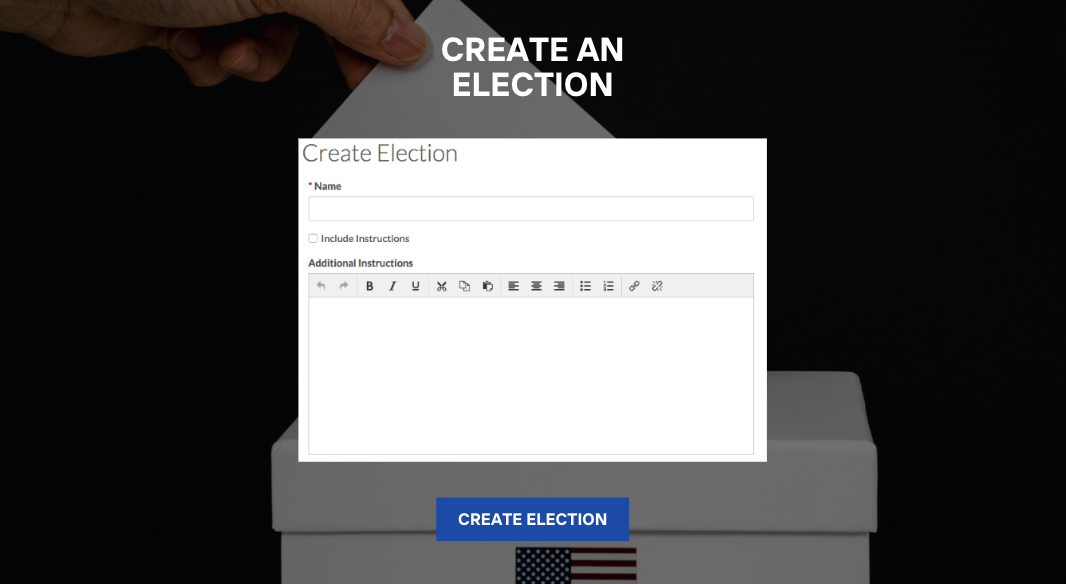 CREATE AN
ELECTION
Create Election
* Name
Include Instructions
Additional Instructions
B I U
CREATE ELECTION